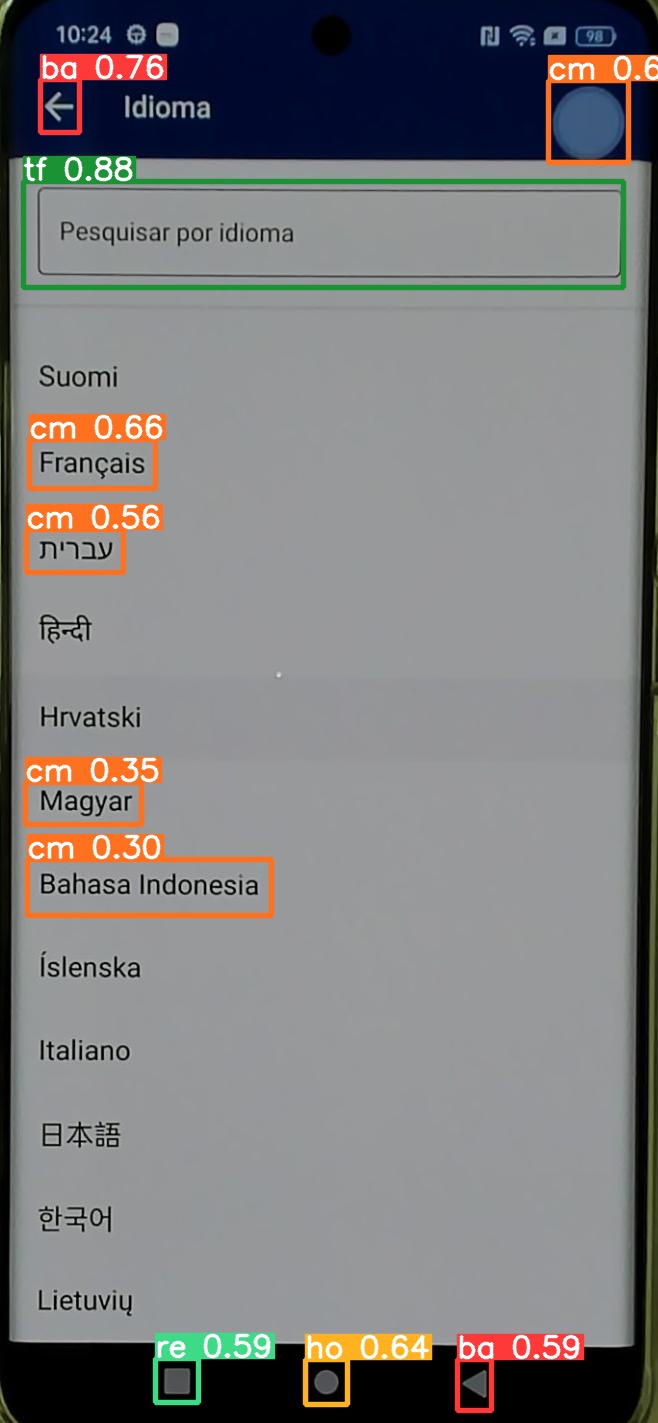 10:24
98
ba 0.76
cm 0.6
Idioma
tf 0.88
Pesquisar por idioma
Suomi
cm 0.66
Français
cm 0.56
עברית
हिन्दी
Hrvatski
cm 0.35
Magyar
cm 0.30
Bahasa Indonesia
Íslenska
Italiano
日本語
한국어
Lietuvių
re 0.59
ho 0.64
ba 0.59